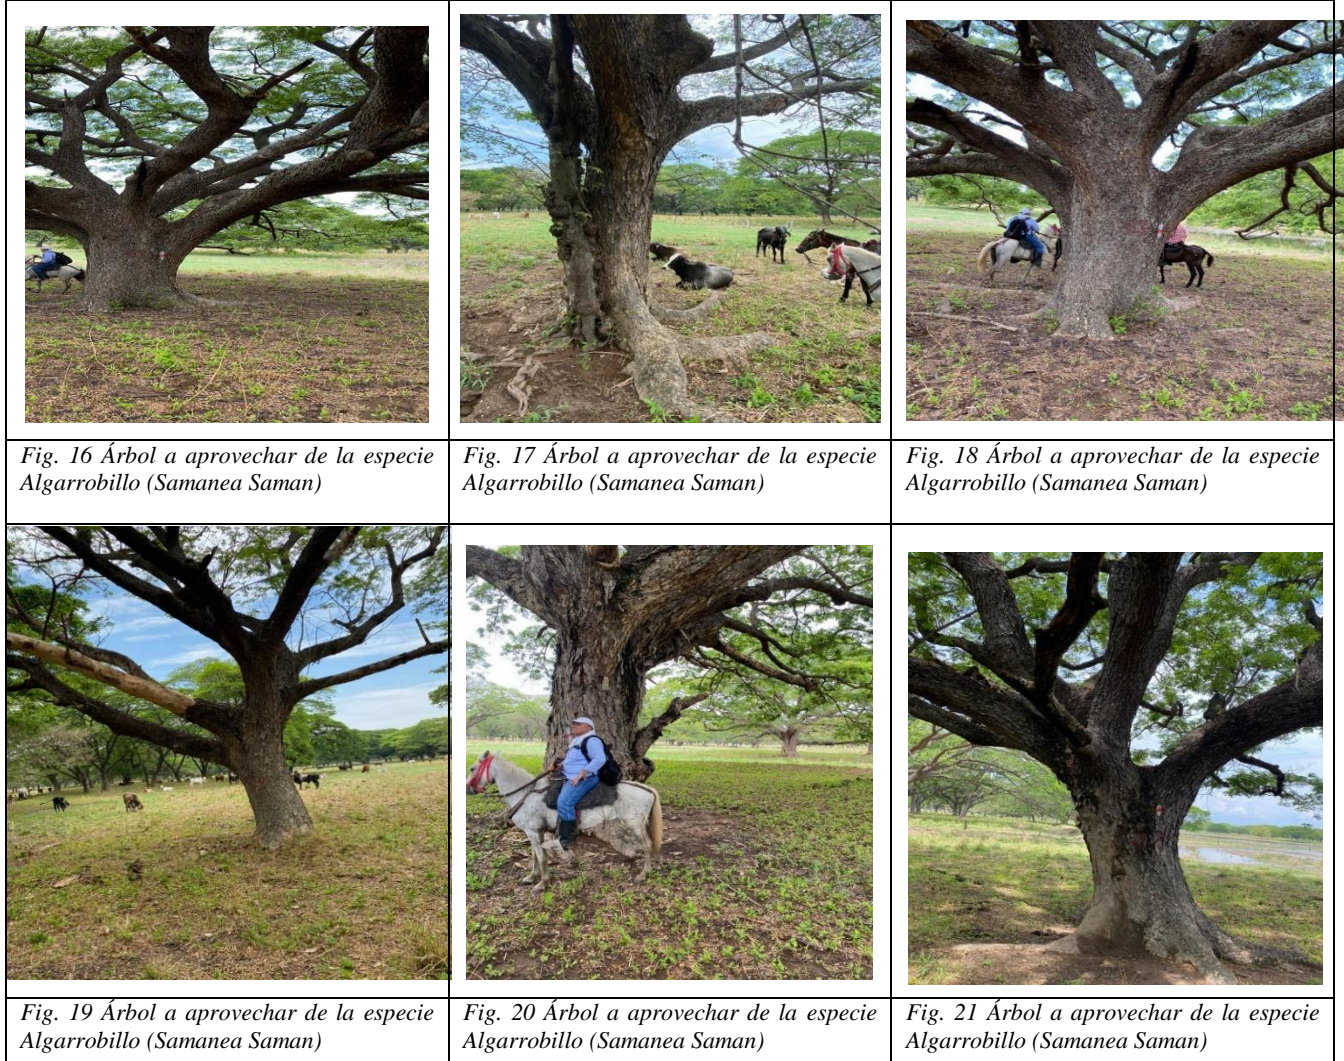 Fig. 16 Árbol a aprovechar de la especie
Algarrobillo (Samanea Saman)
Fig. 17 Árbol a aprovechar de la especie
Algarrobillo (Samanea Saman)
Fig. 18 Árbol a aprovechar de la especie
Algarrobillo (Samanea Saman)
Fig. 19 Árbol a aprovechar de la especie
Algarrobillo (Samanea Saman)
Fig. 20 Árbol a aprovechar de la especie
Algarrobillo (Samanea Saman)
Fig. 21 Árbol a aprovechar de la especie
Algarrobillo (Samanea Saman)